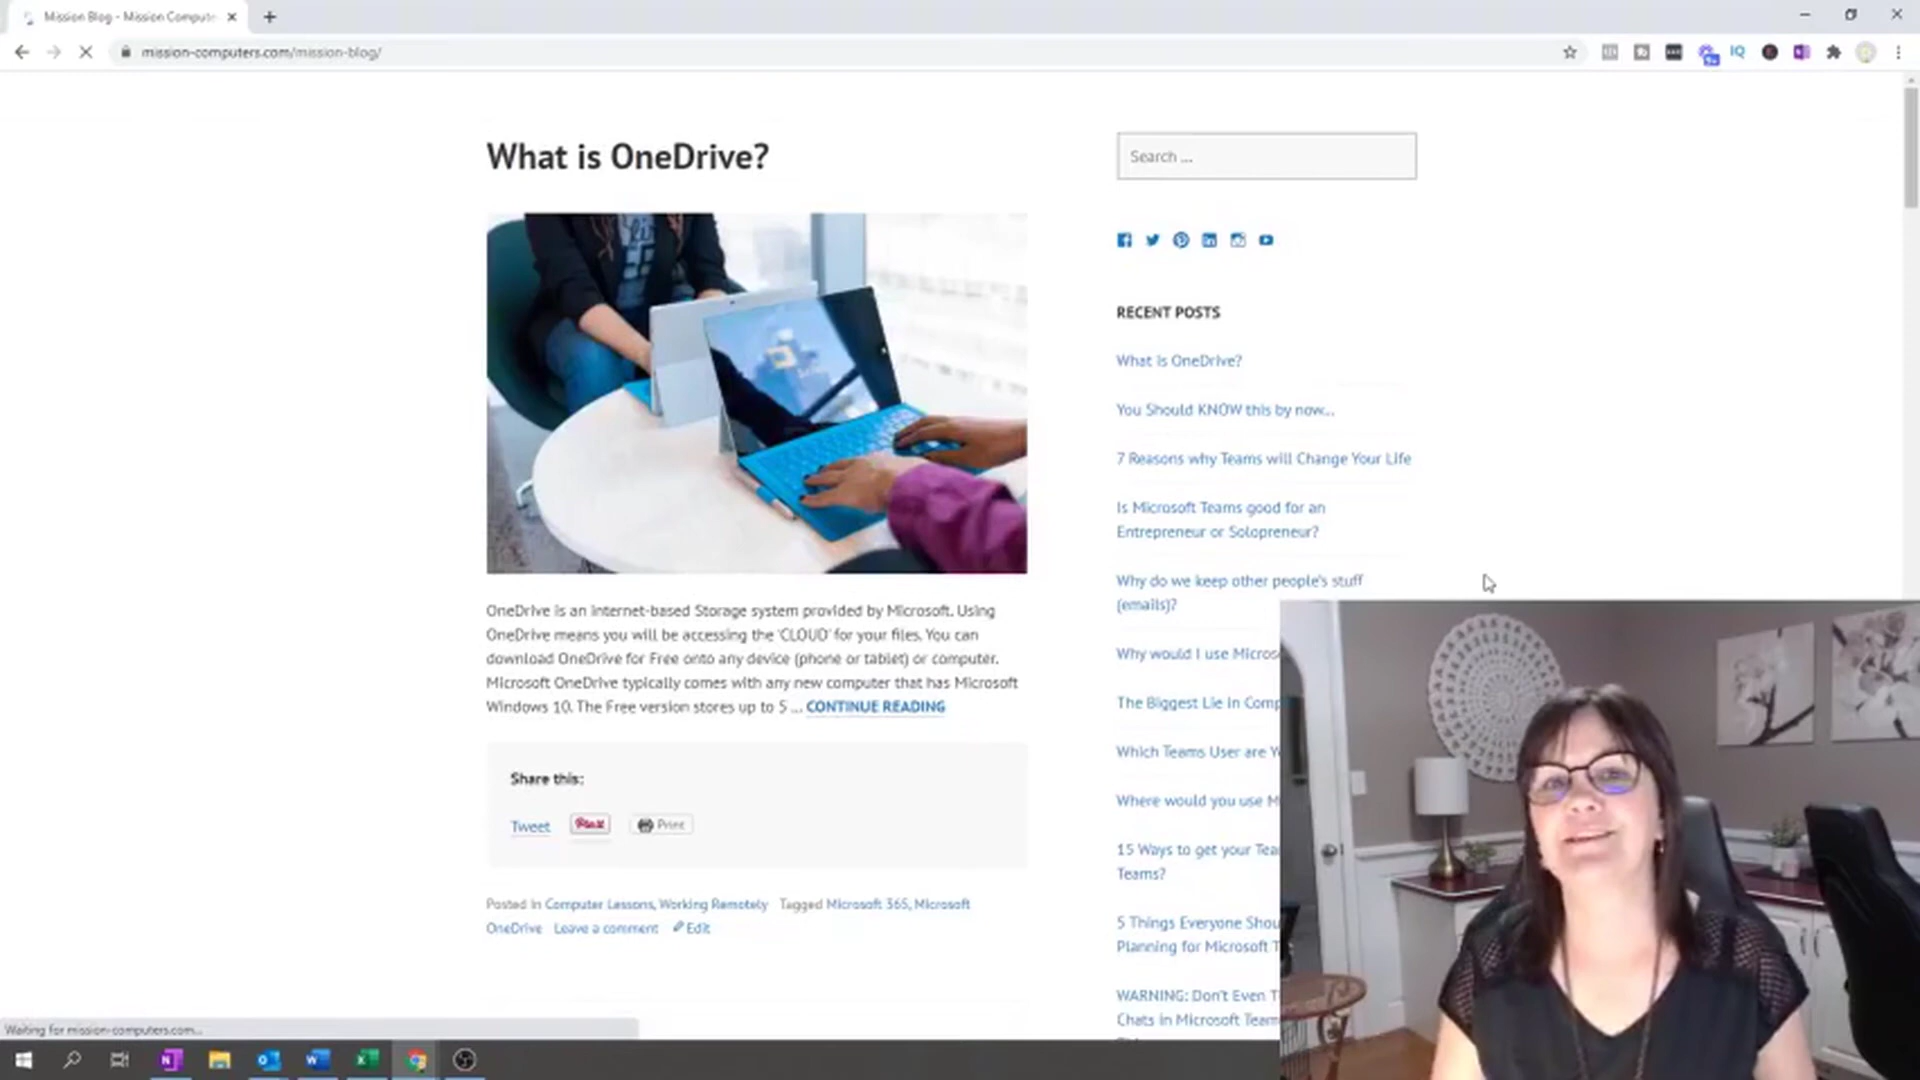 Mission Blog - Mission Compute
mission-computers.com/mission-blog/
IQ
What is OneDrive?
OneDrive is an Internet-based Storage system provided by Microsoft. Using
OneDrive means you will be accessing the 'CLOUD' for your files. You can
download OneDrive for Free onto any device (phone or tablet) or computer.
Microsoft OneDrive typically comes with any new computer that has Microsoft
Windows 10. The Free version stores up to 5 ... CONTINUE READING
Share this:
Tweet
Pin It
Print
Posted in Computer Lessons, Working Remotely Tagged Microsoft 365, Microsoft
OneDrive Leave a comment Edit
Search ...
RECENT POSTS
What is OneDrive?
You Should KNOW this by now...
7 Reasons why Teams will Change Your Life
Is Microsoft Teams good for an
Entrepreneur or Solopreneur?
Why do we keep other people's stuff
(emails)?
Why would I use Micros
The Biggest Lie In Comp
Which Teams User are Y
Where would you use M
15 Ways to get your Tea
Teams?
5 Things Everyone Shou
Planning for Microsoft T
WARNING: Don't Even T
Chats in Microsoft Team
Waiting for mission-computers.com...